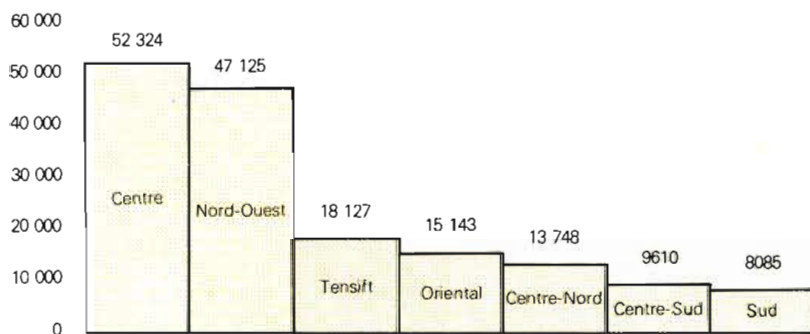 60 000
52 324
50 000
47 125
40 000
30 000
Centre
Nord-Ouest
20 000
18 127
15 143
13 748
9610
8085
10 000
Tensift
Oriental
Centre-Nord
Centre-Sud
Sud
0